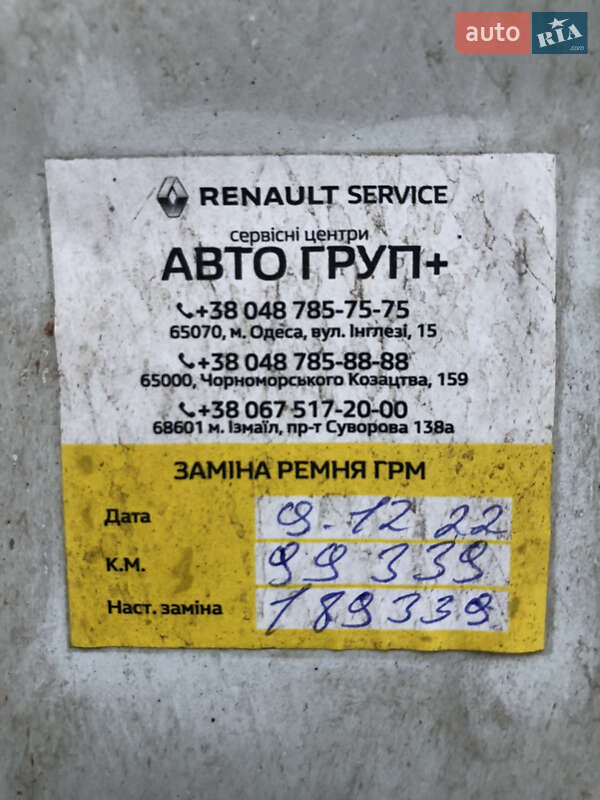 auto RIA .com
RENAULT SERVICE
сервісні центри
АВТО ГРУП+
+38 048 785-75-75
65070, м. Одеса, вул. Інглезі, 15
+38 048 785-88-88
65000, Чорноморського Козацтва, 159
+38 067 517-20-00
68601 м. Ізмаїл, пр-т Суворова 138а
ЗАМІНА РЕМНЯ ГРМ
Дата 9-12 22
К.М. 99 339
Наст. заміна 189339